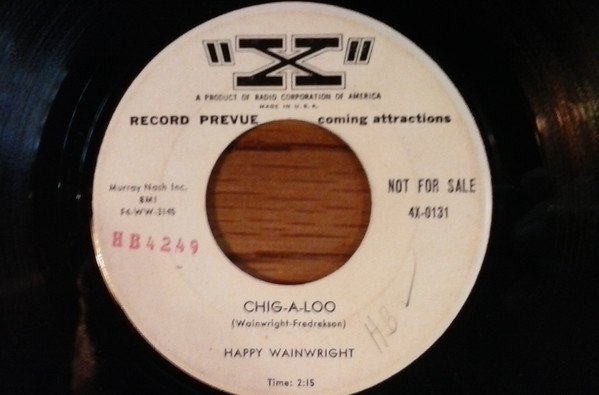 "X"
A PRODUCT OF RADIO CORPORATION OF AMERICA
MADE IN U.S.A.
RECORD PREVUE coming attractions
Murray Nash Inc.
BMI
F4-WW-3145
NOT FOR SALE
4X-0131
HB4249
HB ✓
CHIG-A-LOO
(Wainwright-Fredrekson)
HAPPY WAINWRIGHT
Time: 2:15